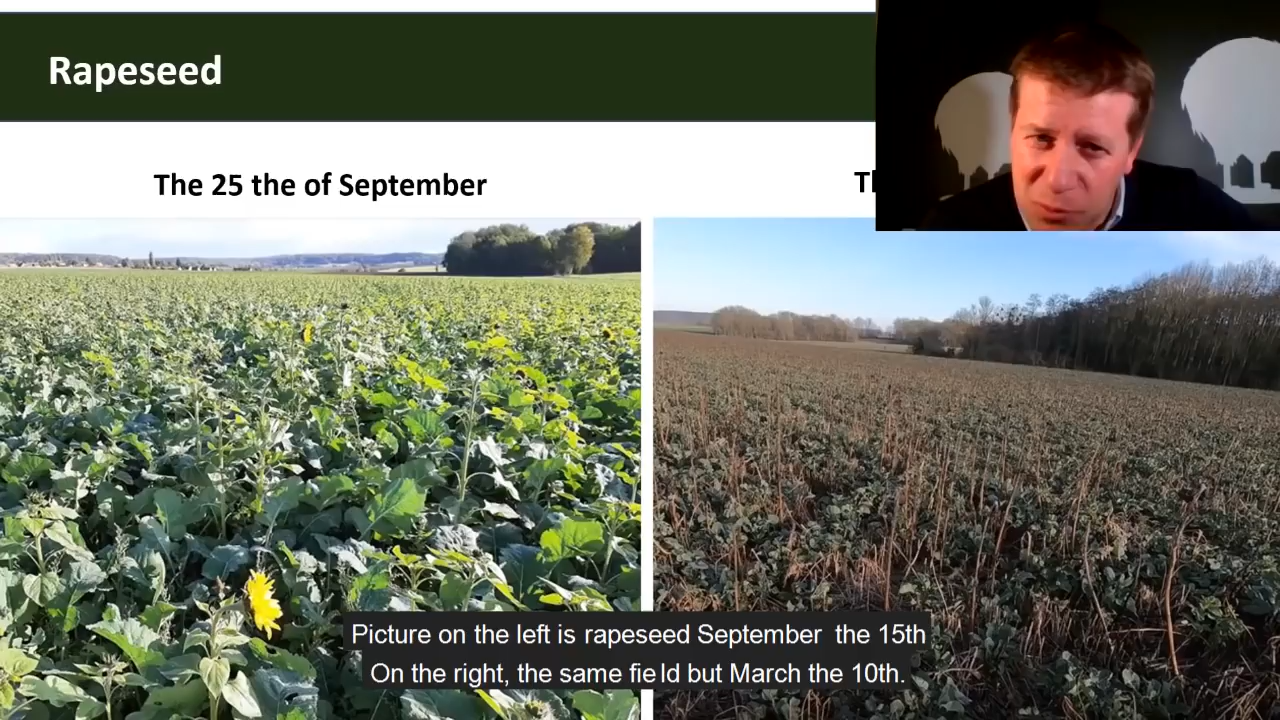 Rapeseed
The 25 the of September
Picture on the left is rapeseed September the 15th
On the right, the same field but March the 10th.